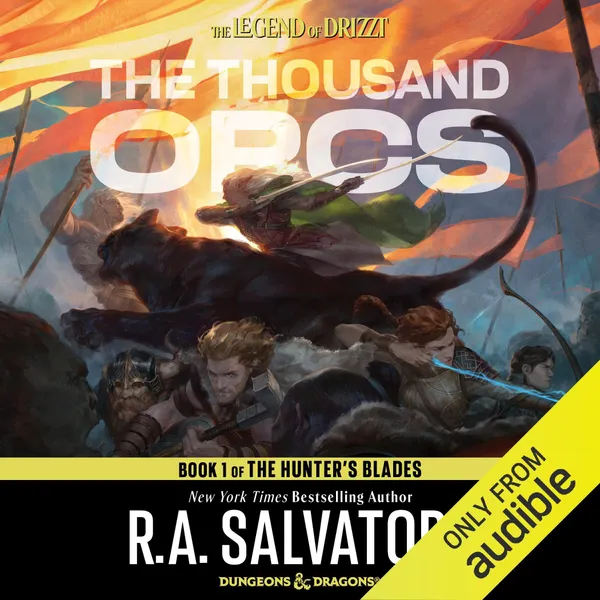 THE LEGEND OF DRIZZT
THE THOUSAND
ORCS
BOOK 1 OF THE HUNTER'S BLADES
New York Times Bestselling Author
R.A. SALVATOR
DUNGEONS & DRAGONS®
ONLY FROM
audible